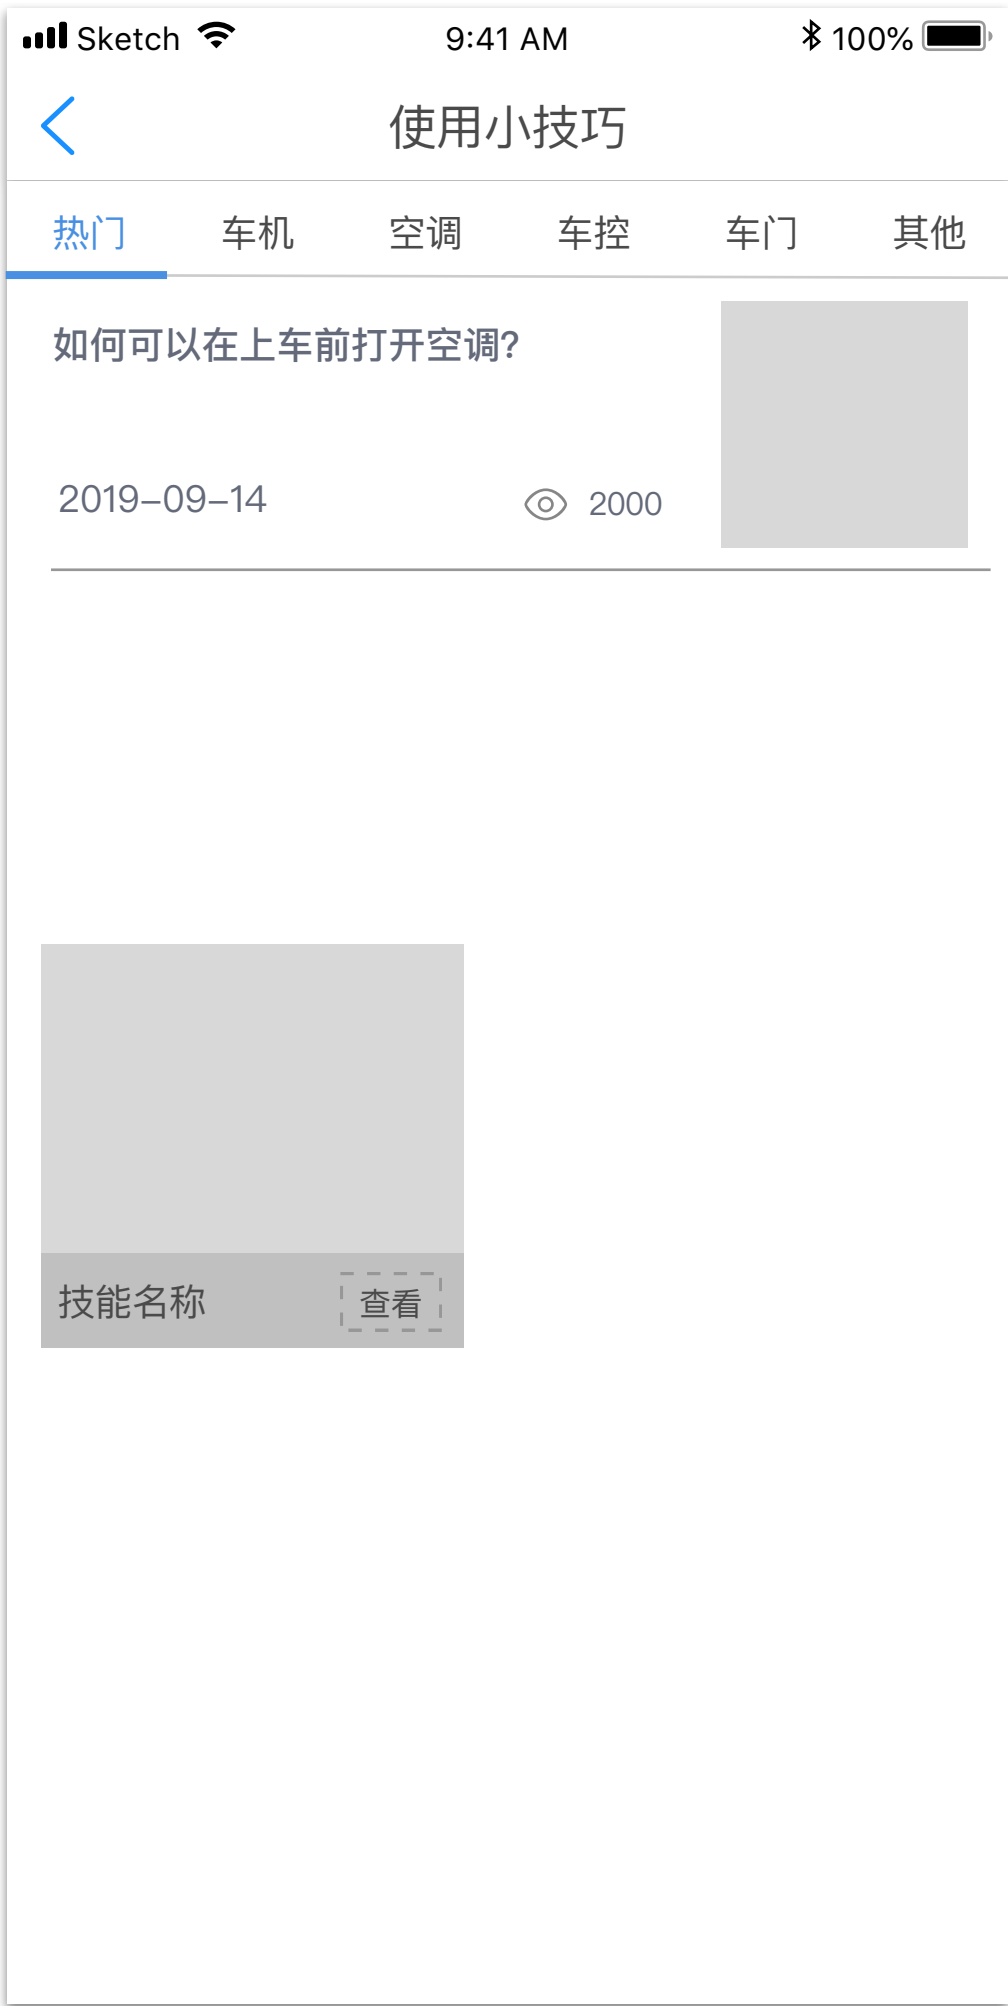 Sketch 9:41 AM 100%
使用小技巧
热门 车机 空调 车控 车门 其他
如何可以在上车前打开空调?
2019-09-14 2000
技能名称 查看